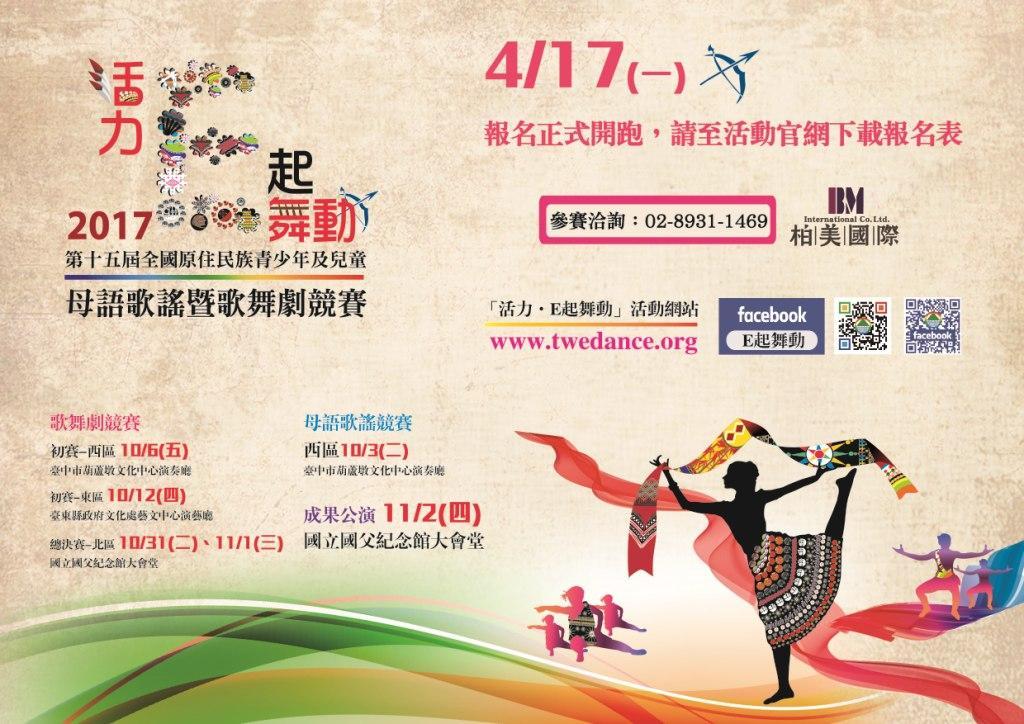 活力
E
起
舞動
2017
第十五屆全國原住民族青少年及兒童
母語歌謠暨歌舞劇競賽
4/17(一)
報名正式開跑，請至活動官網下載報名表
參賽洽詢：02-8931-1469
BM
International Co.Ltd.
柏|美|國|際
「活力・E起舞動」活動網站
www.twedance.org
facebook
E起舞動
facebook
歌舞劇競賽
初賽-西區 10/6(五)
臺中市葫蘆墩文化中心演奏廳
初賽-東區 10/12(四)
臺東縣政府文化處藝文中心演藝廳
總決賽-北區 10/31(二)、11/1(三)
國立國父紀念館大會堂
母語歌謠競賽
西區10/3(二)
臺中市葫蘆墩文化中心演奏廳
成果公演 11/2(四)
國立國父紀念館大會堂